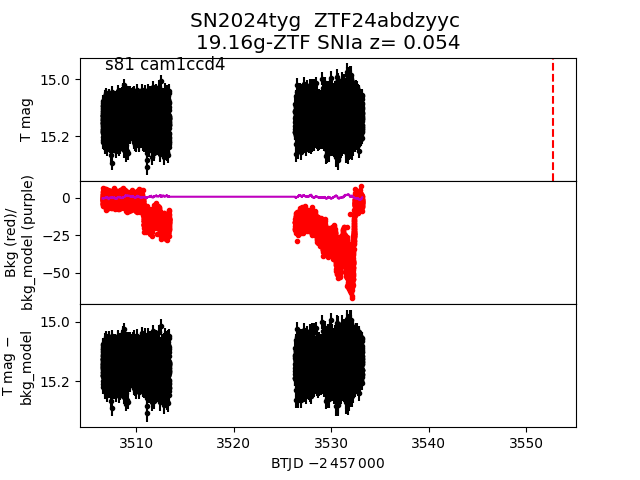 SN2024tyg  ZTF24abdzyyc
19.16g-ZTF SNIa z= 0.054
s81 cam1ccd4
T mag
15.0
15.2
Bkg (red)/
bkg_model (purple)
0
−25
−50
T mag −
bkg_model
15.0
15.2
3510 3520 3530 3540 3550
BTJD −2 457 000